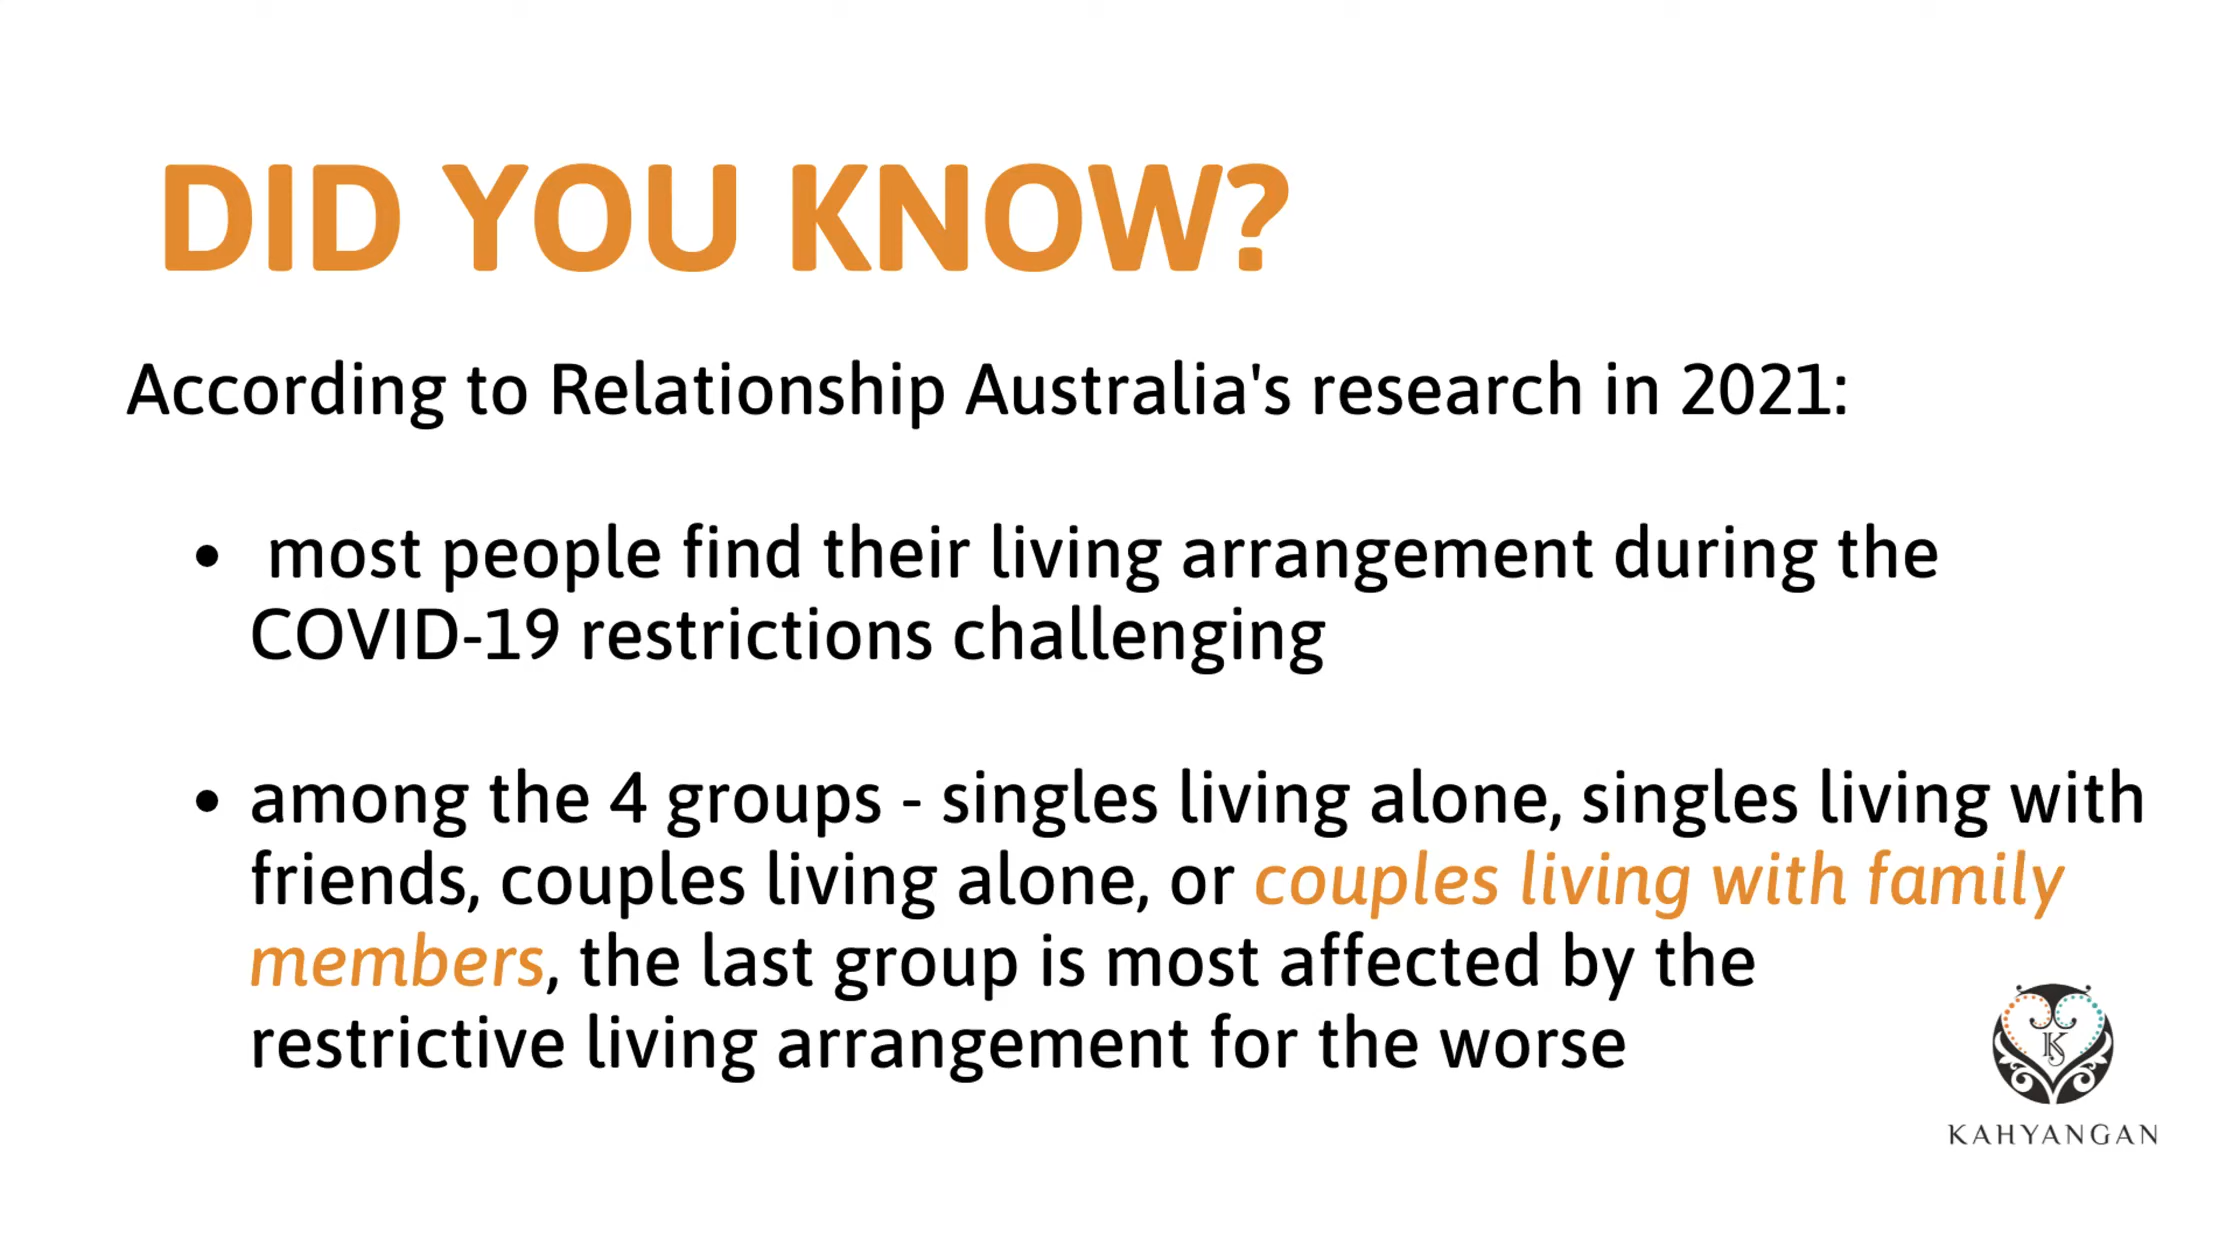 DID YOU KNOW?
According to Relationship Australia's research in 2021:
• most people find their living arrangement during the
COVID-19 restrictions challenging
• among the 4 groups - singles living alone, singles living with
friends, couples living alone, or couples living with family
members, the last group is most affected by the
restrictive living arrangement for the worse
K
KAHYANGAN